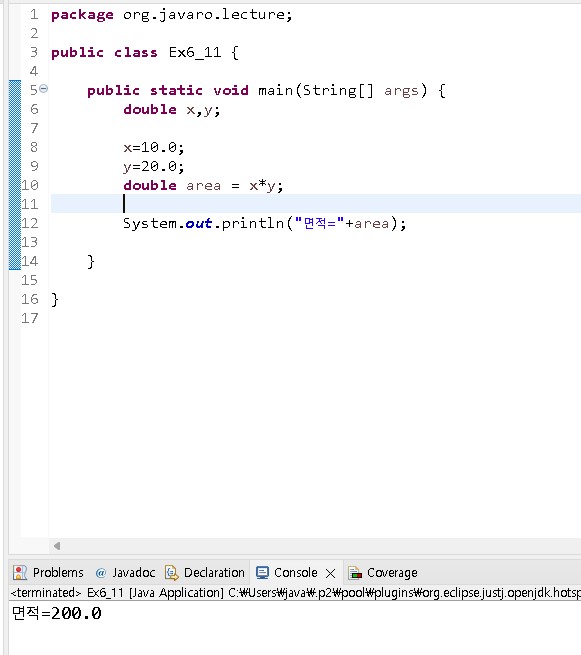 1 package org.javaro.lecture;
2
3 public class Ex6_11 {
4
5 public static void main(String[] args) {
6 double x,y;
7
8 x=10.0;
9 y=20.0;
10 double area = x*y;
11
12 System.out.println("면적="+area);
13
14 }
15
16 }
17
Problems @ Javadoc Declaration Console Coverage
<terminated> Ex6_11 [Java Application] C:₩Users₩java₩.p2₩pool₩plugins₩org.eclipse.justj.openjdk.hotsp
면적=200.0